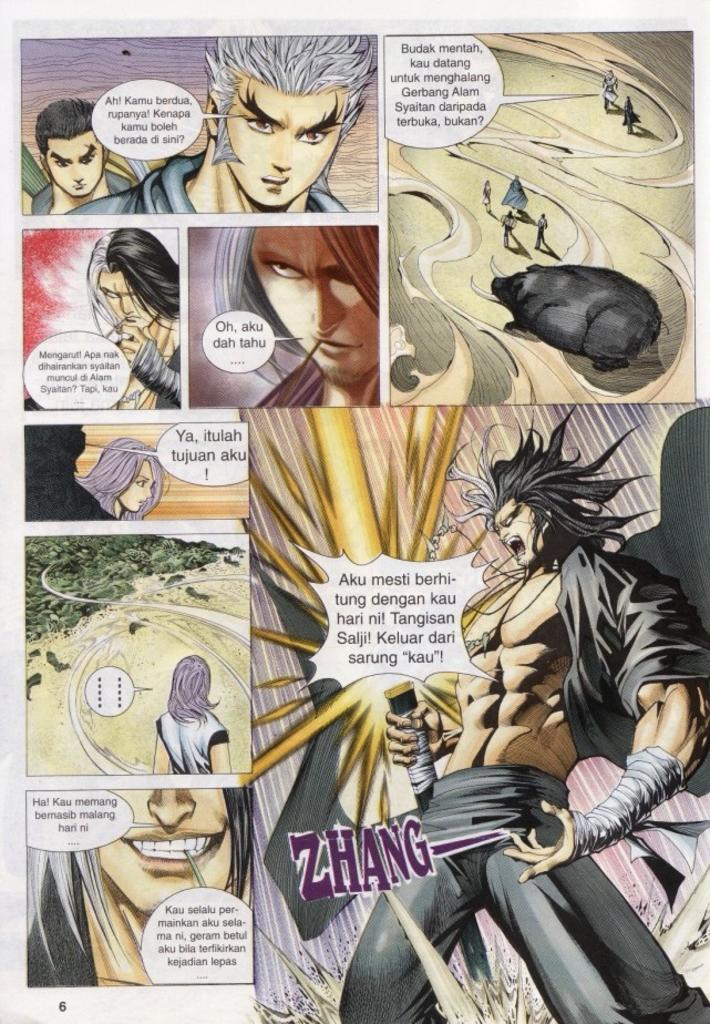 Ah! Kamu berdua,
rupanya! Kenapa
kamu boleh
berada di sini?
Budak mentah,
kau datang
untuk menghalang
Gerbang Alam
Syaitan daripada
terbuka, bukan?
Mengarut! Apa nak
dihairankan syaitan
muncul di Alam
Syaitan? Tapi, kau
....
Oh, aku
dah tahu
....
Ya, itulah
tujuan aku
!
Aku mesti berhi-
tung dengan kau
hari ni! Tangisan
Salji! Keluar dari
sarung "kau"!
Ha! Kau memang
bernasib malang
hari ni
....
Kau selalu per-
mainkan aku sela-
ma ni, geram betul
aku bila terfikirkan
kejadian lepas
....
ZHANG
6